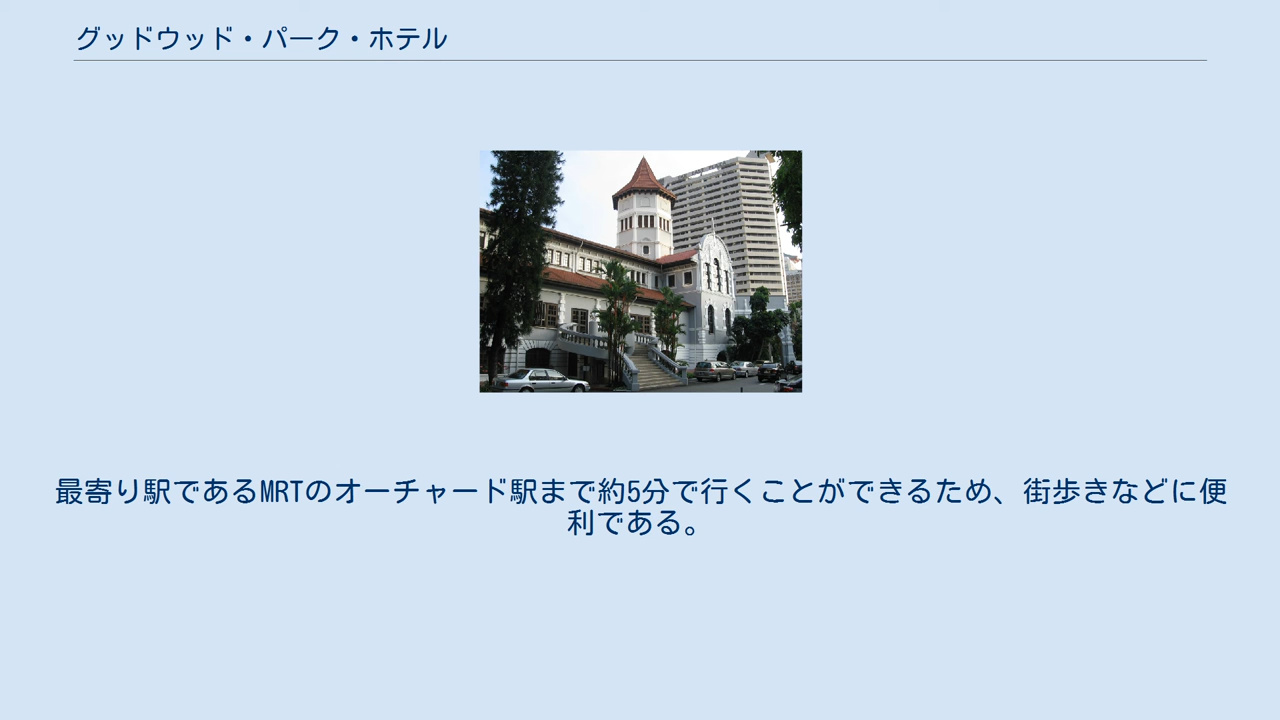 グッドウッド・パーク・ホテル
最寄り駅であるMRTのオーチャード駅まで約5分で行くことができるため、街歩きなどに便
利である。